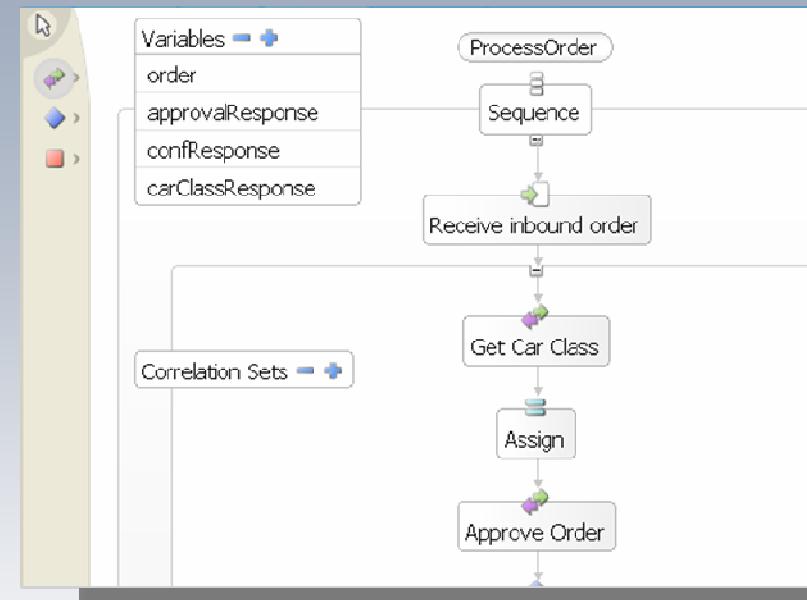 Variables
order
approvalResponse
confResponse
carClassResponse
Correlation Sets
ProcessOrder
Sequence
Receive inbound order
Get Car Class
Assign
Approve Order